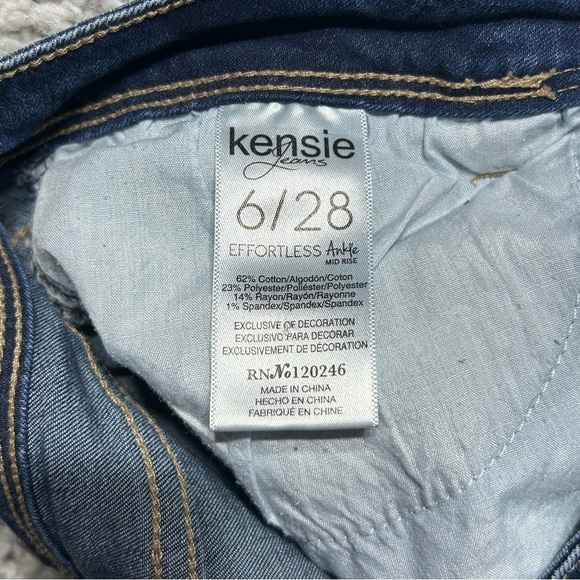 kensie
Jeans
6/28
EFFORTLESS Ankle
MID RISE
62% Cotton/Algodón/Coton
23% Polyester/Poliéster/Polyester
14% Rayon/Rayón/Rayonne
1% Spandex/Spandex/Spandex
EXCLUSIVE OF DECORATION
EXCLUSIVO PARA DECORAR
EXCLUSIVEMENT DE DÉCORATION
RN No 120246
MADE IN CHINA
HECHO EN CHINA
FABRIQUÉ EN CHINE